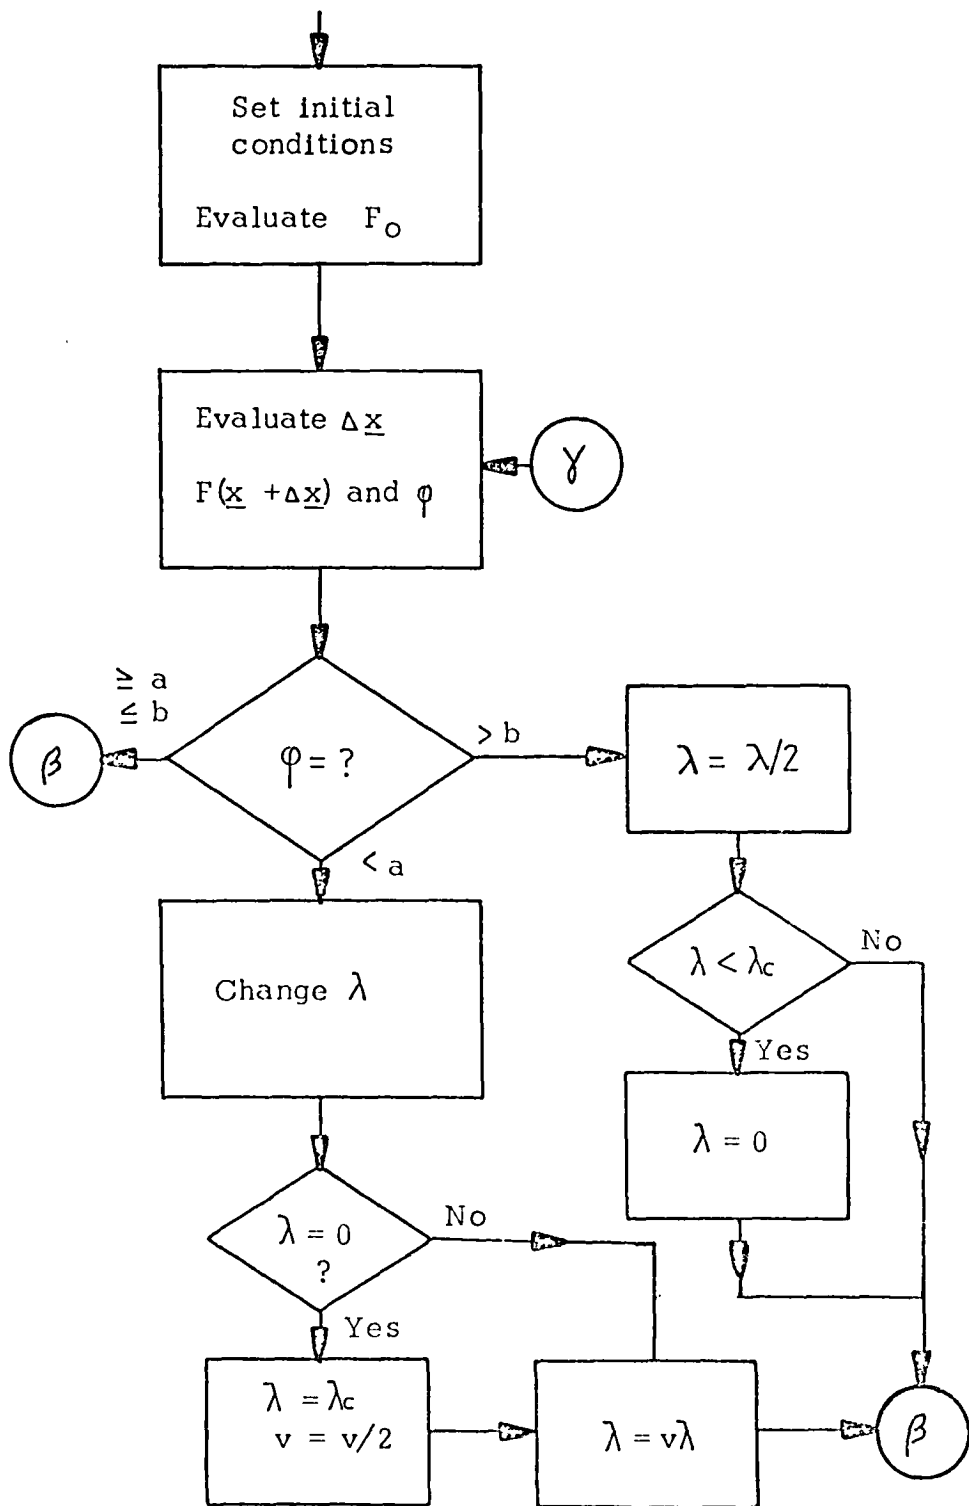 Set initial
conditions
Evaluate F₀
Evaluate Δx
F(x + Δx) and φ
γ
≥ a
≤ b
β
φ = ?
> b
λ = λ/2
< a
Change λ
λ < λc
No
Yes
λ = 0
λ = 0
?
No
Yes
λ = λc
v = v/2
λ = vλ
β